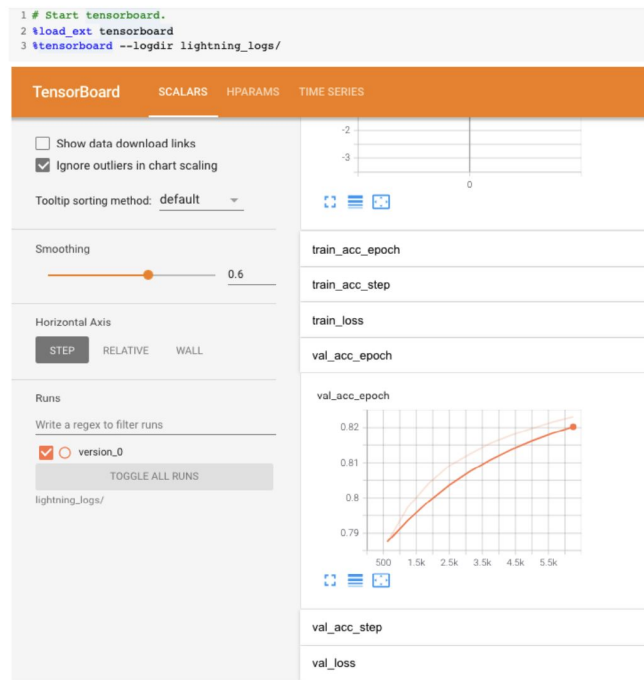 1 # Start tensorboard.
2 %load_ext tensorboard
3 %tensorboard --logdir lightning_logs/
TensorBoard SCALARS HPARAMS TIME SERIES
Show data download links
Ignore outliers in chart scaling
Tooltip sorting method: default
Smoothing
0.6
Horizontal Axis
STEP RELATIVE WALL
Runs
Write a regex to filter runs
version_0
TOGGLE ALL RUNS
lightning_logs/
-2
-3
0
train_acc_epoch
train_acc_step
train_loss
val_acc_epoch
val_acc_epoch
0.82
0.81
0.8
0.79
500 1.5k 2.5k 3.5k 4.5k 5.5k
val_acc_step
val_loss